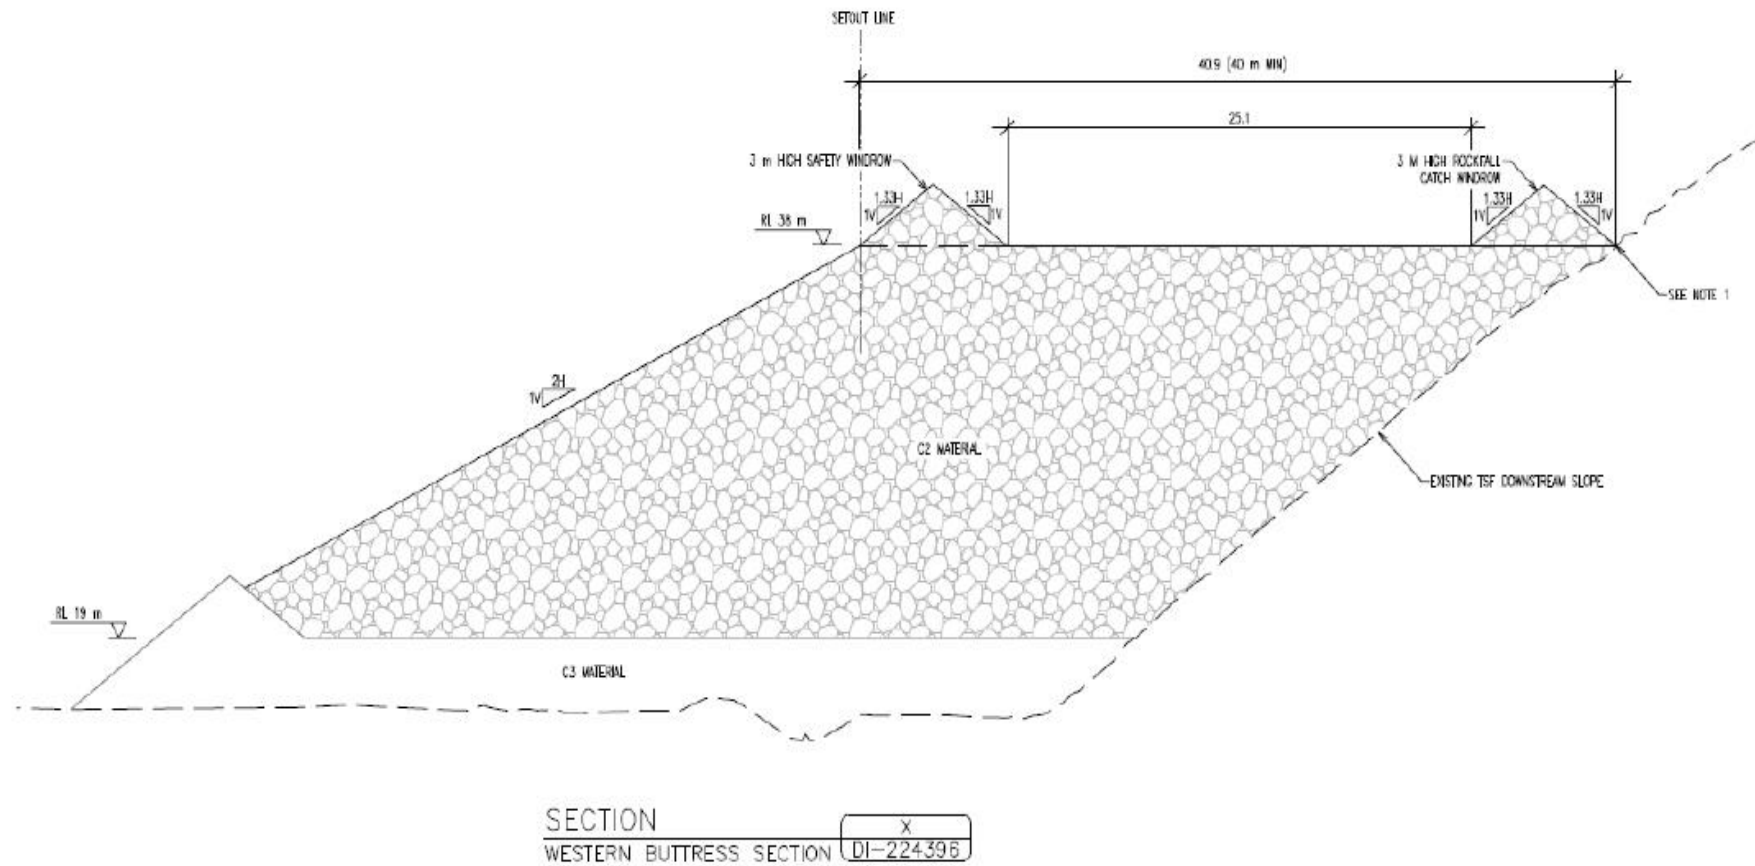 SETOUT LINE
40.9 (40 m MIN)
25.1
3 m HIGH SAFETY WINDROW
3 M HIGH ROCKFALL
CATCH WINDROW
1.33H
1V
1.33H
1V
1.33H
1V
1.33H
1V
RL 38 m
SEE NOTE 1
2H
1V
C2 MATERIAL
EXISTING TSF DOWNSTREAM SLOPE
RL 19 m
C3 MATERIAL
SECTION
X
WESTERN BUTTRESS SECTION
DI-224396